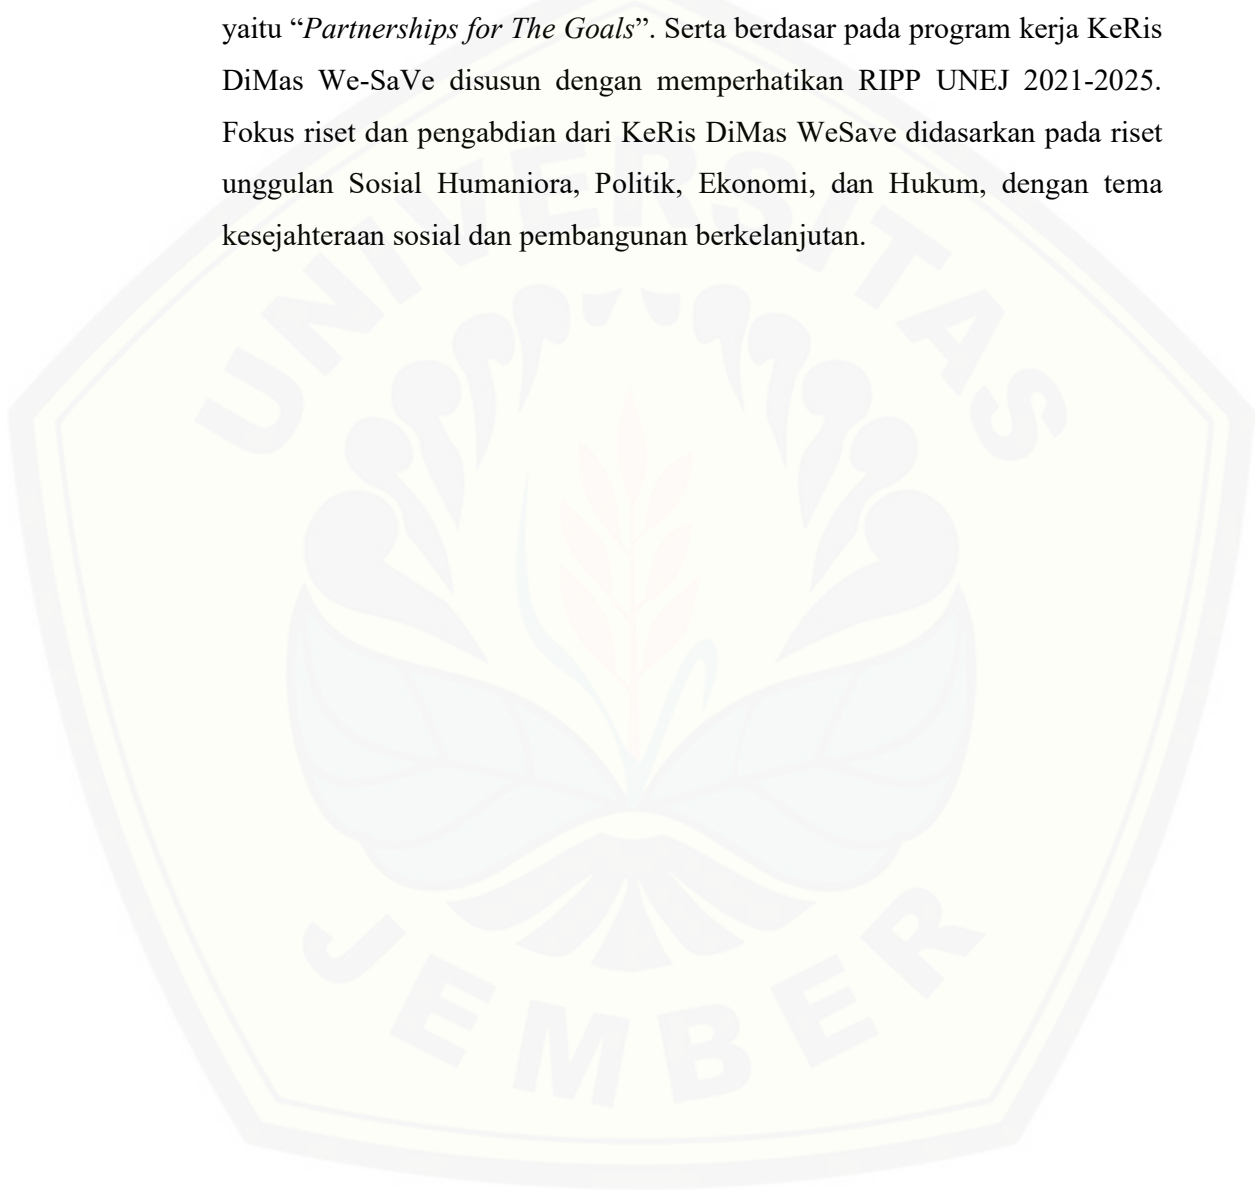 yaitu “Partnerships for The Goals”. Serta berdasar pada program kerja KeRis
DiMas We-SaVe disusun dengan memperhatikan RIPP UNEJ 2021-2025.
Fokus riset dan pengabdian dari KeRis DiMas WeSave didasarkan pada riset
unggulan Sosial Humaniora, Politik, Ekonomi, dan Hukum, dengan tema
kesejahteraan sosial dan pembangunan berkelanjutan.
UNIVERSITAS
JEMBER